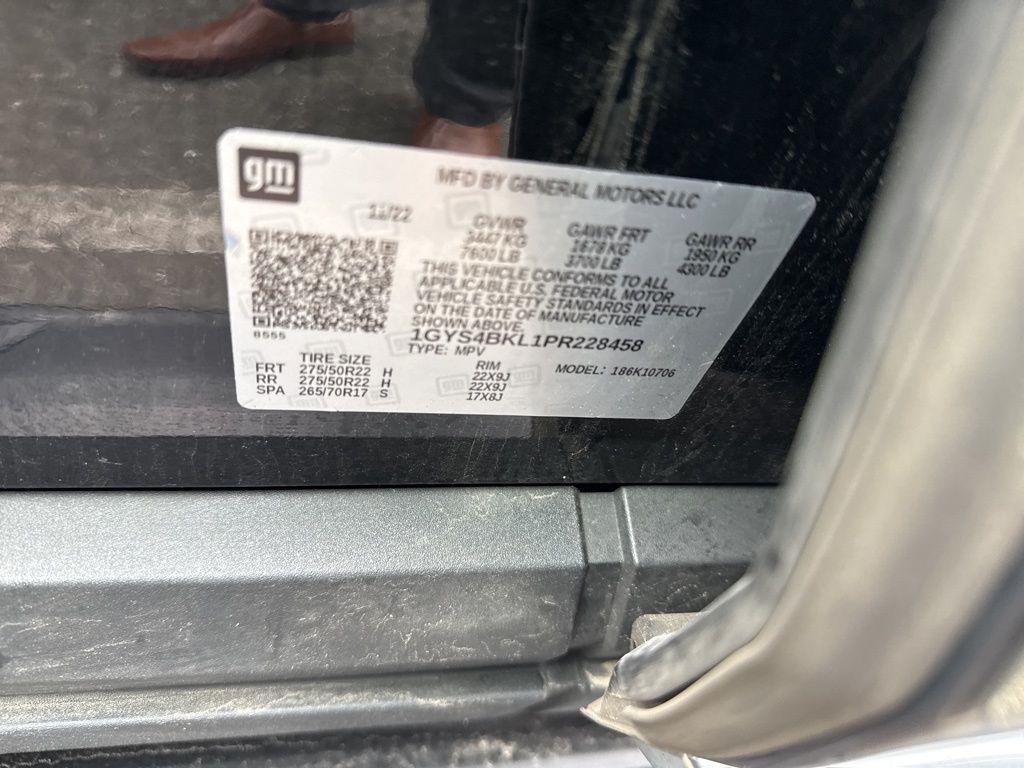 gm
MFD BY GENERAL MOTORS LLC
11/22
GVWR
3447 KG
7600 LB
GAWR FRT
1678 KG
3700 LB
GAWR RR
1950 KG
4300 LB
THIS VEHICLE CONFORMS TO ALL
APPLICABLE U.S. FEDERAL MOTOR
VEHICLE SAFETY STANDARDS IN EFFECT
ON THE DATE OF MANUFACTURE
SHOWN ABOVE.
8555
1GYS4BKL1PR228458
TYPE: MPV
TIRE SIZE RIM MODEL: 186K10706
FRT 275/50R22 H 22X9J
RR 275/50R22 H 22X9J
SPA 265/70R17 S 17X8J